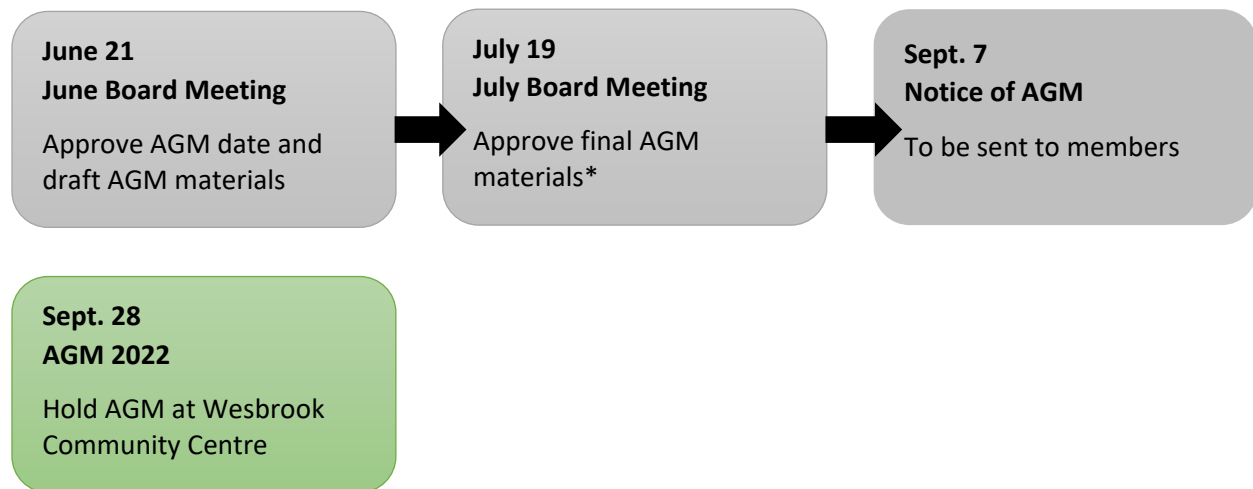 June 21
June Board Meeting
Approve AGM date and
draft AGM materials
July 19
July Board Meeting
Approve final AGM
materials*
Sept. 7
Notice of AGM
To be sent to members
Sept. 28
AGM 2022
Hold AGM at Wesbrook
Community Centre